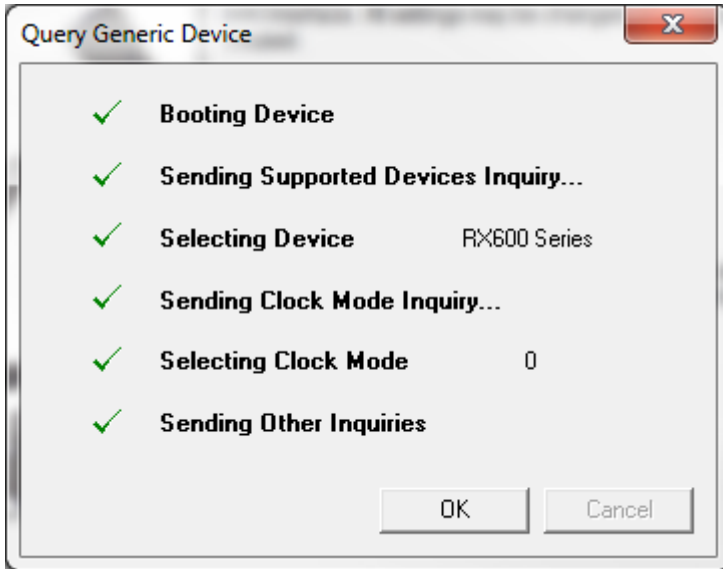 Query Generic Device
Booting Device
Sending Supported Devices Inquiry...
Selecting Device RX600 Series
Sending Clock Mode Inquiry...
Selecting Clock Mode 0
Sending Other Inquiries
OK Cancel